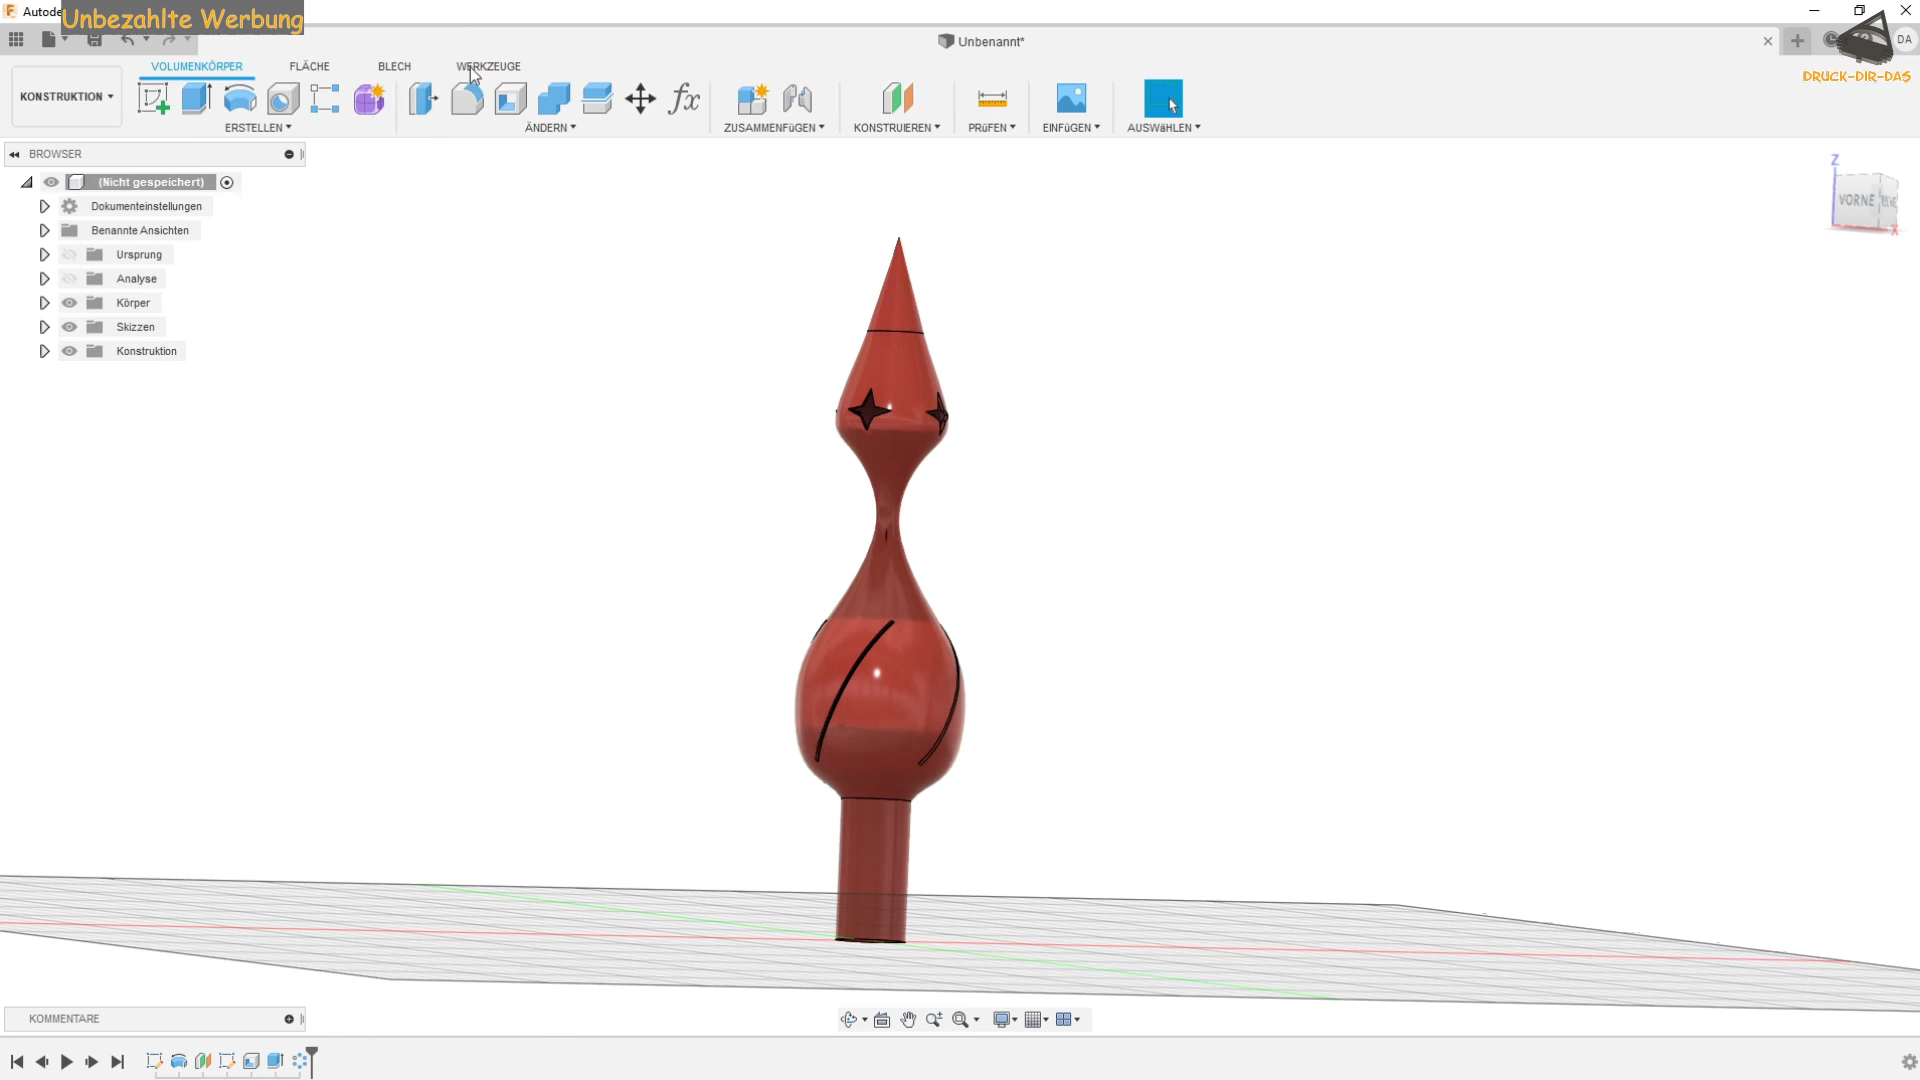 Autode
Unbezahlte Werbung
Unbenannt*
DA
DRUCK-DIR-DAS
VOLUMENKÖRPER
FLÄCHE
BLECH
WERKZEUGE
KONSTRUKTION
fx
ERSTELLEN
ÄNDERN
ZUSAMMENFÜGEN
KONSTRUIEREN
PRÜFEN
EINFÜGEN
AUSWÄHLEN
BROWSER
(Nicht gespeichert)
Dokumenteinstellungen
Benannte Ansichten
Ursprung
Analyse
Körper
Skizzen
Konstruktion
Z
VORNE
X
KOMMENTARE